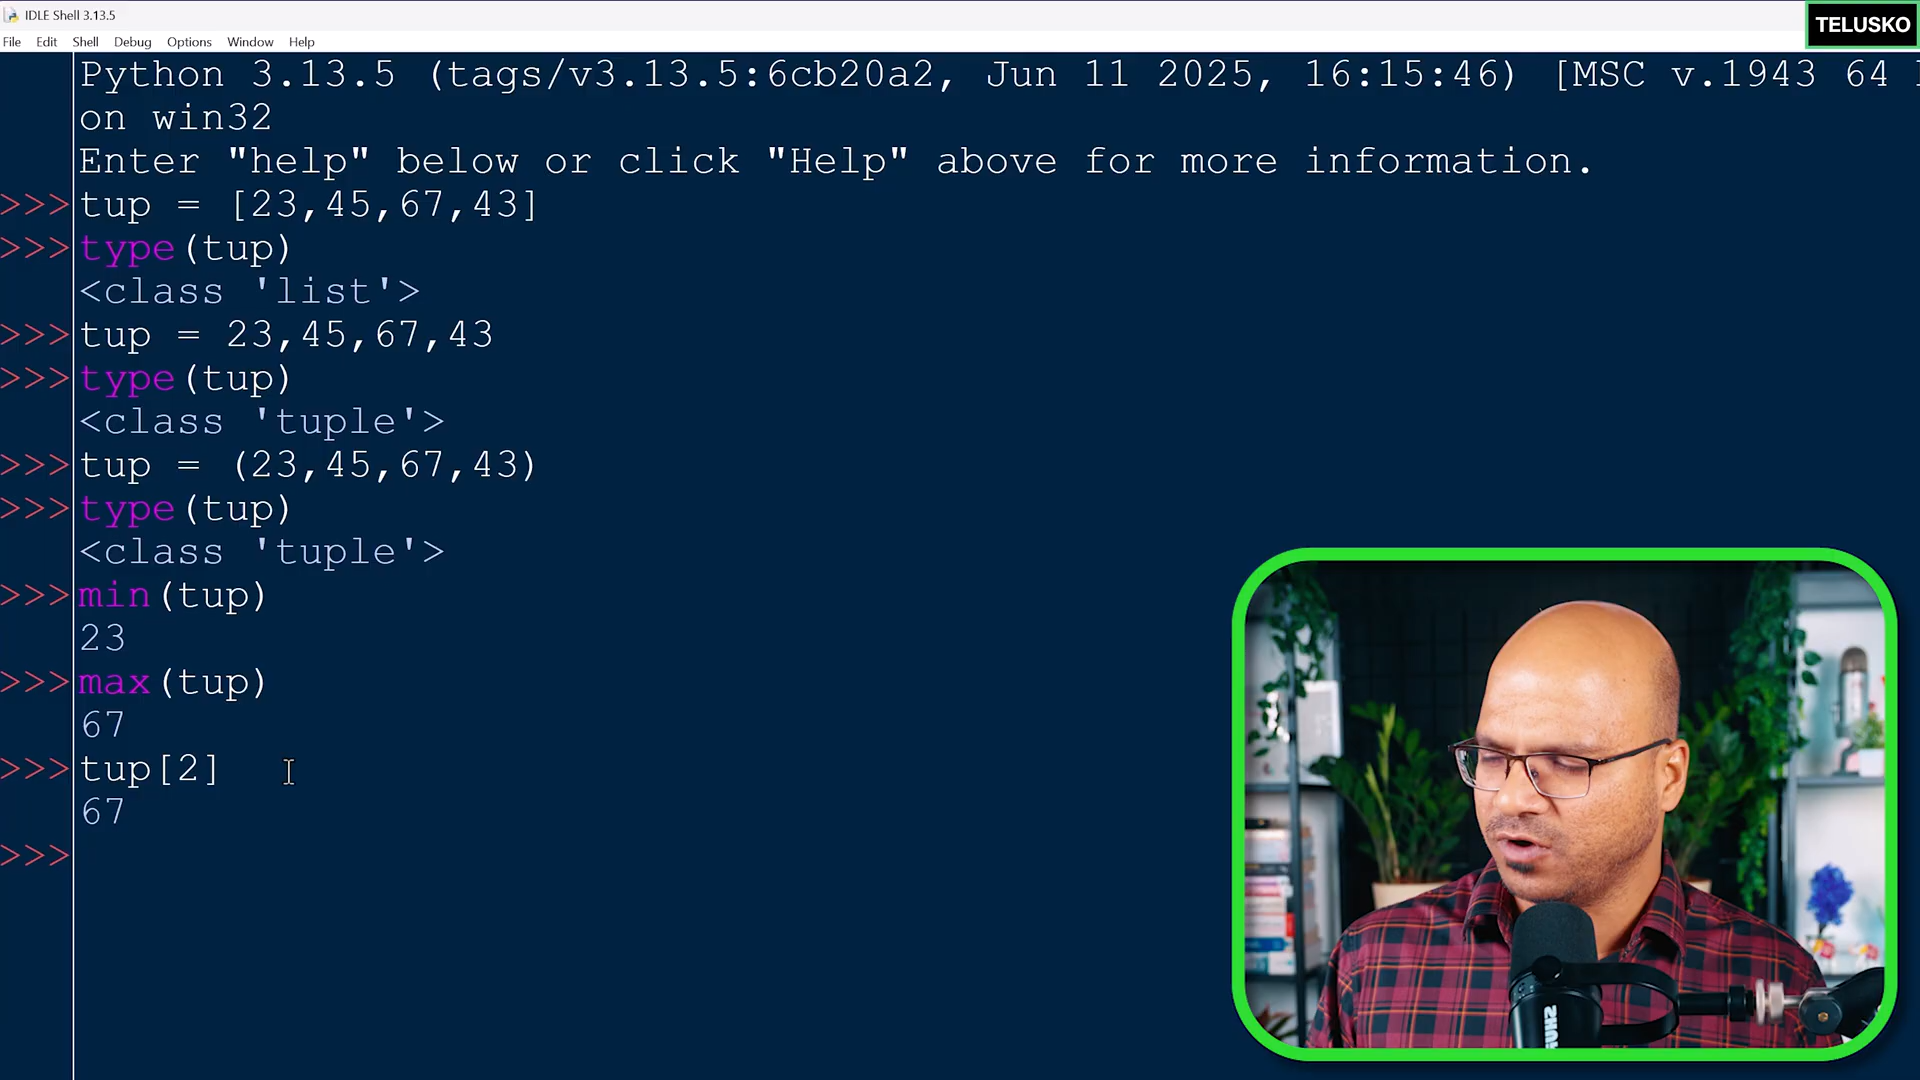 IDLE Shell 3.13.5
TELUSKO
File Edit Shell Debug Options Window Help
Python 3.13.5 (tags/v3.13.5:6cb20a2, Jun 11 2025, 16:15:46) [MSC v.1943 64
on win32
Enter "help" below or click "Help" above for more information.
>>> tup = [23,45,67,43]
>>> type(tup)
<class 'list'>
>>> tup = 23,45,67,43
>>> type(tup)
<class 'tuple'>
>>> tup = (23,45,67,43)
>>> type(tup)
<class 'tuple'>
>>> min(tup)
23
>>> max(tup)
67
>>> tup[2]
67
>>>
SHURE